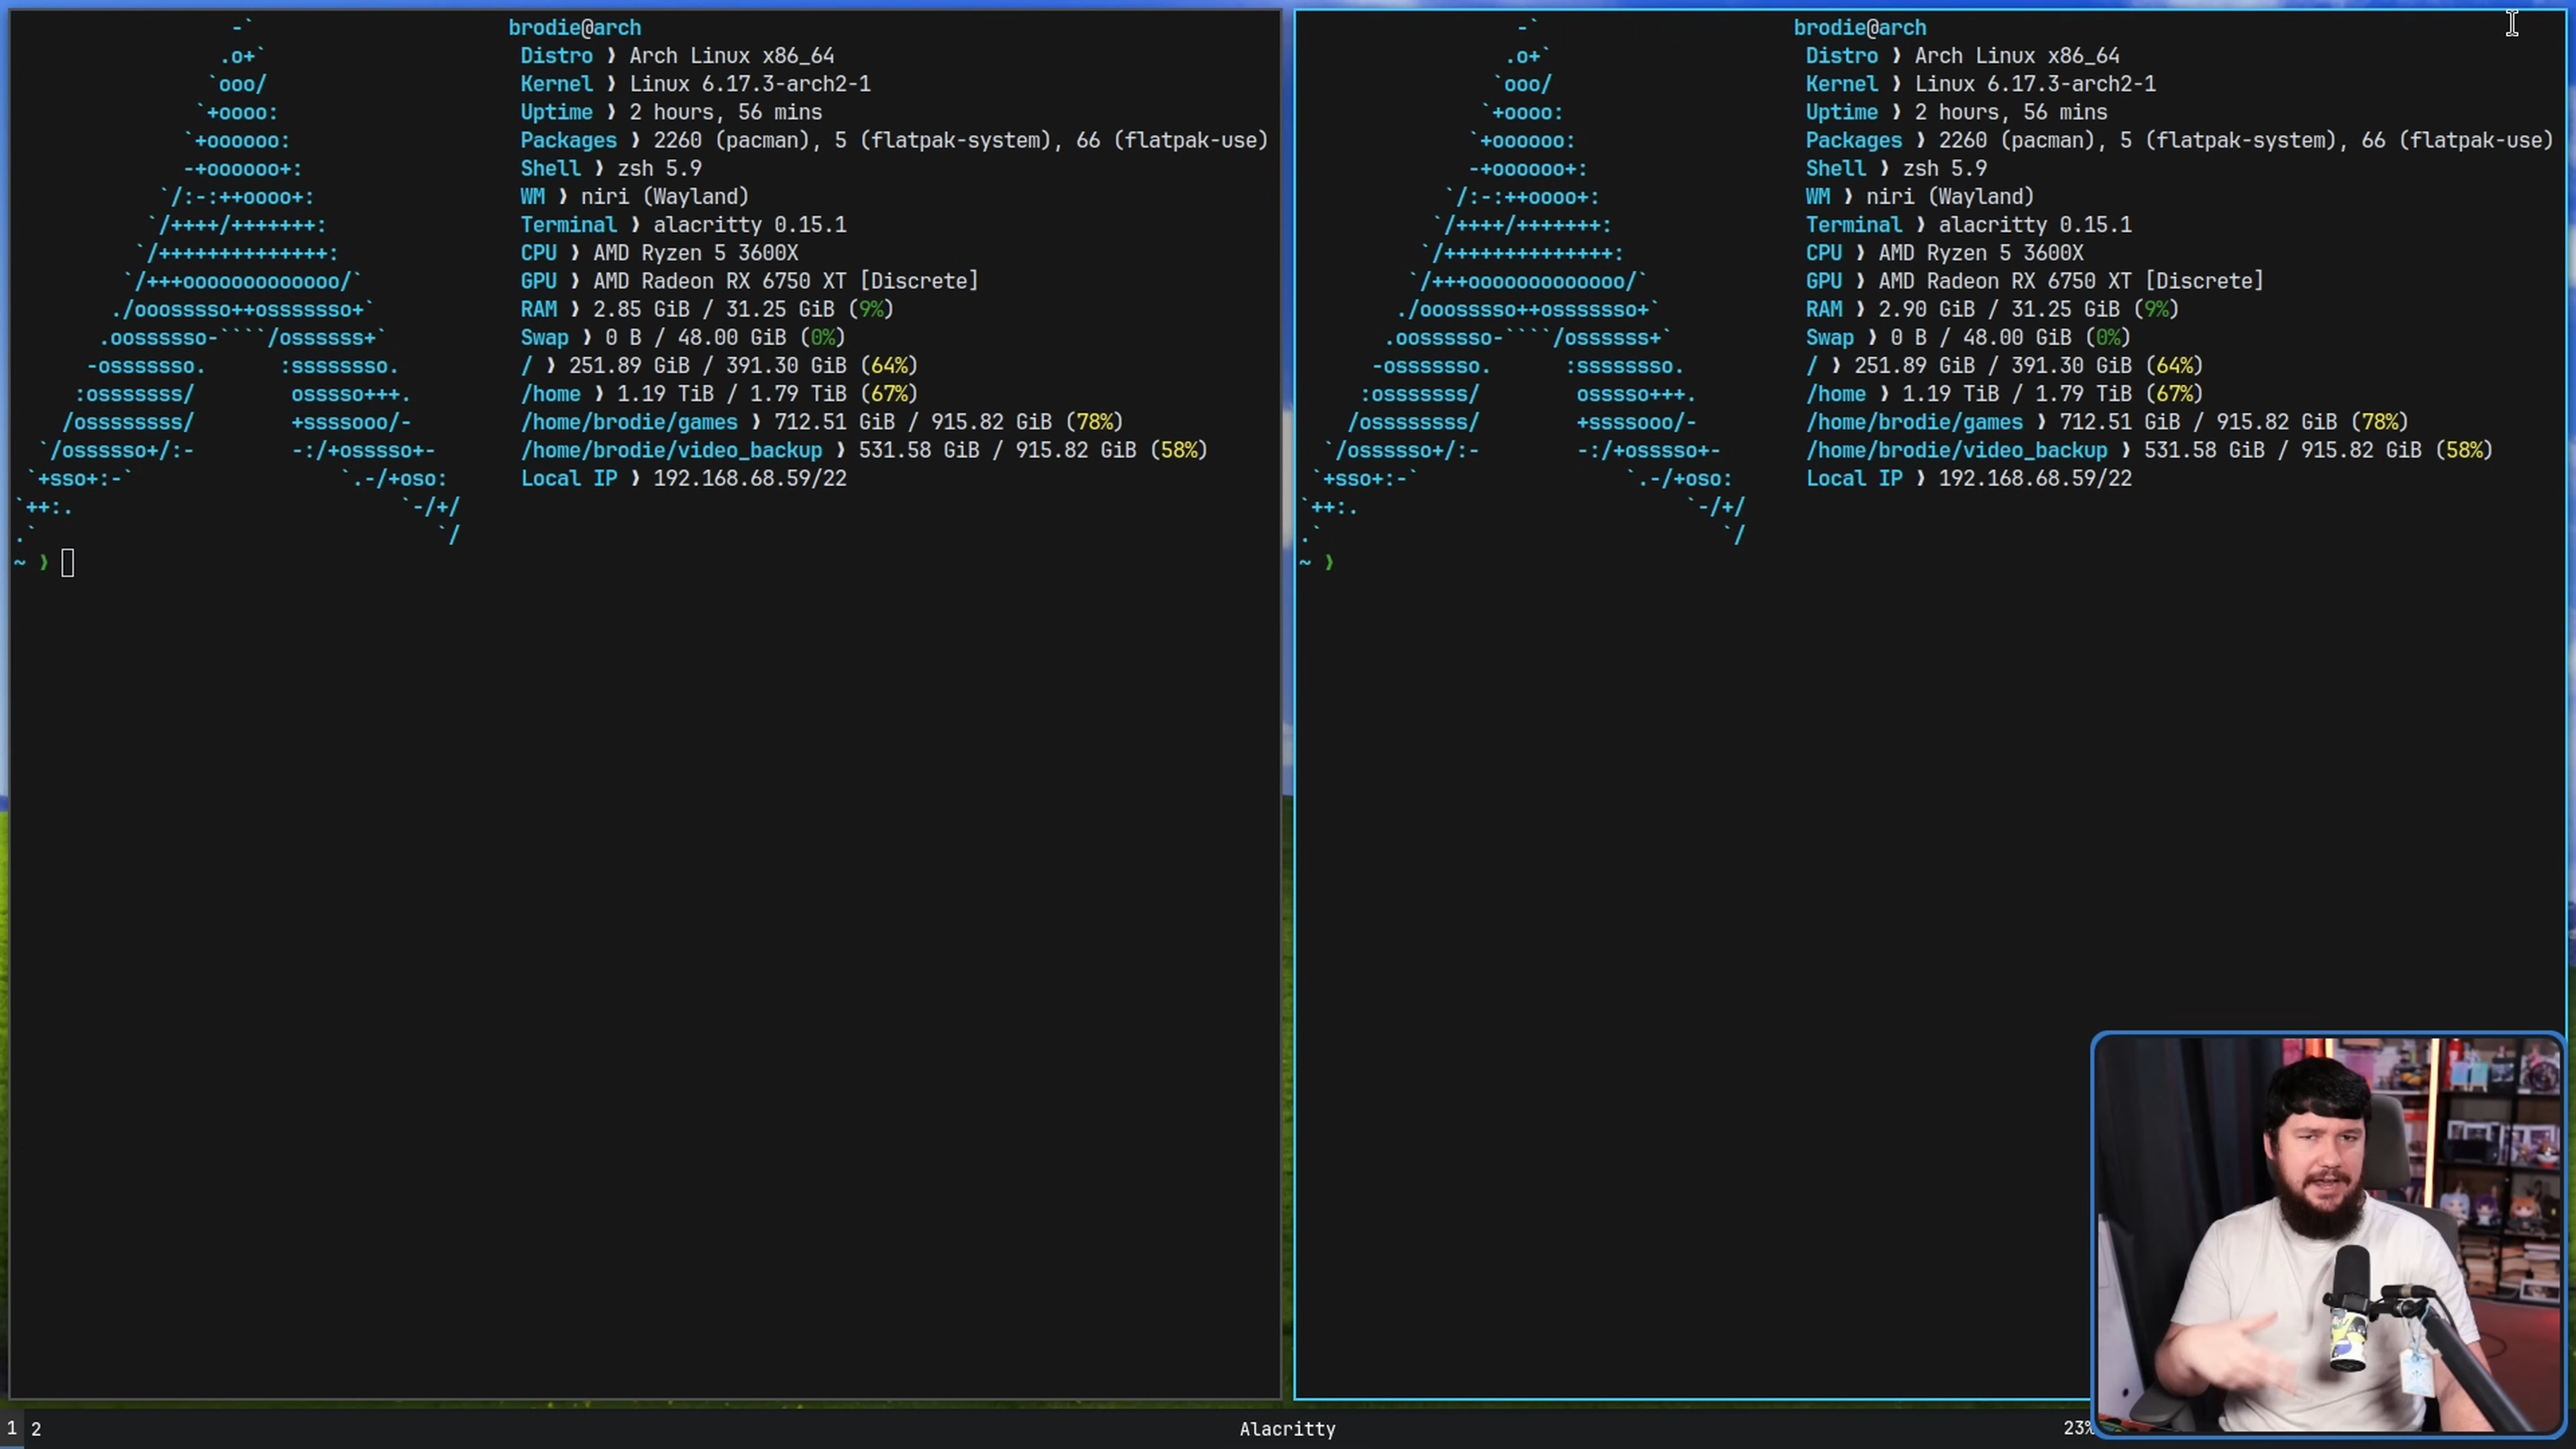 brodie@arch
Distro ❯ Arch Linux x86_64
Kernel ❯ Linux 6.17.3-arch2-1
Uptime ❯ 2 hours, 56 mins
Packages ❯ 2260 (pacman), 5 (flatpak-system), 66 (flatpak-use)
Shell ❯ zsh 5.9
WM ❯ niri (Wayland)
Terminal ❯ alacritty 0.15.1
CPU ❯ AMD Ryzen 5 3600X
GPU ❯ AMD Radeon RX 6750 XT [Discrete]
RAM ❯ 2.85 GiB / 31.25 GiB (9%)
Swap ❯ 0 B / 48.00 GiB (0%)
/ ❯ 251.89 GiB / 391.30 GiB (64%)
/home ❯ 1.19 TiB / 1.79 TiB (67%)
/home/brodie/games ❯ 712.51 GiB / 915.82 GiB (78%)
/home/brodie/video_backup ❯ 531.58 GiB / 915.82 GiB (58%)
Local IP ❯ 192.168.68.59/22
~ ❯
brodie@arch
Distro ❯ Arch Linux x86_64
Kernel ❯ Linux 6.17.3-arch2-1
Uptime ❯ 2 hours, 56 mins
Packages ❯ 2260 (pacman), 5 (flatpak-system), 66 (flatpak-use)
Shell ❯ zsh 5.9
WM ❯ niri (Wayland)
Terminal ❯ alacritty 0.15.1
CPU ❯ AMD Ryzen 5 3600X
GPU ❯ AMD Radeon RX 6750 XT [Discrete]
RAM ❯ 2.90 GiB / 31.25 GiB (9%)
Swap ❯ 0 B / 48.00 GiB (0%)
/ ❯ 251.89 GiB / 391.30 GiB (64%)
/home ❯ 1.19 TiB / 1.79 TiB (67%)
/home/brodie/games ❯ 712.51 GiB / 915.82 GiB (78%)
/home/brodie/video_backup ❯ 531.58 GiB / 915.82 GiB (58%)
Local IP ❯ 192.168.68.59/22
~ ❯
1 2 Alacritty 23%